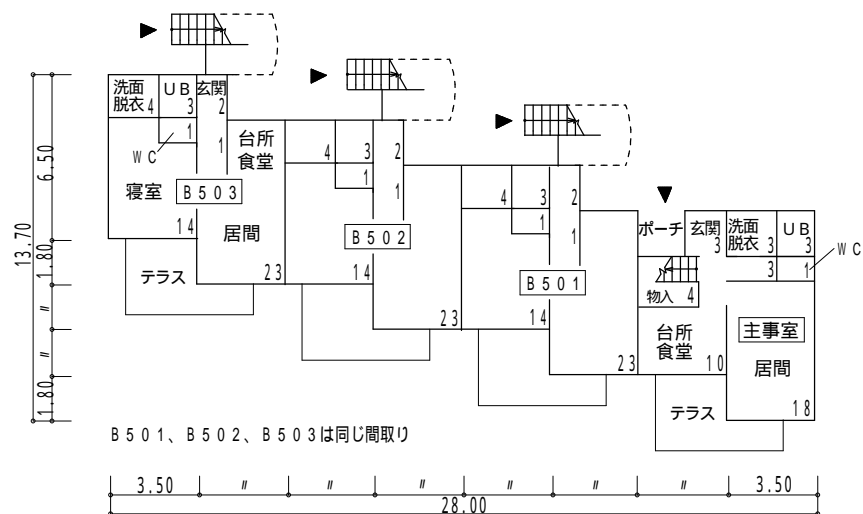 洗面
脱衣 4
UB
3
玄関
2
1
1
WC
台所
食堂
寝室
B503
居間
14
23
テラス
4
3
2
1
1
B502
14
23
4
3
2
1
1
B501
14
23
ポーチ
玄関
3
洗面
脱衣 3
UB
3
3
1
WC
物入 4
台所
食堂
10
主事室
居間
18
テラス
13.70
6.50
1.80
〃
〃
1.80
B501、B502、B503は同じ間取り
3.50 〃 〃 〃 〃 〃 〃 3.50
28.00